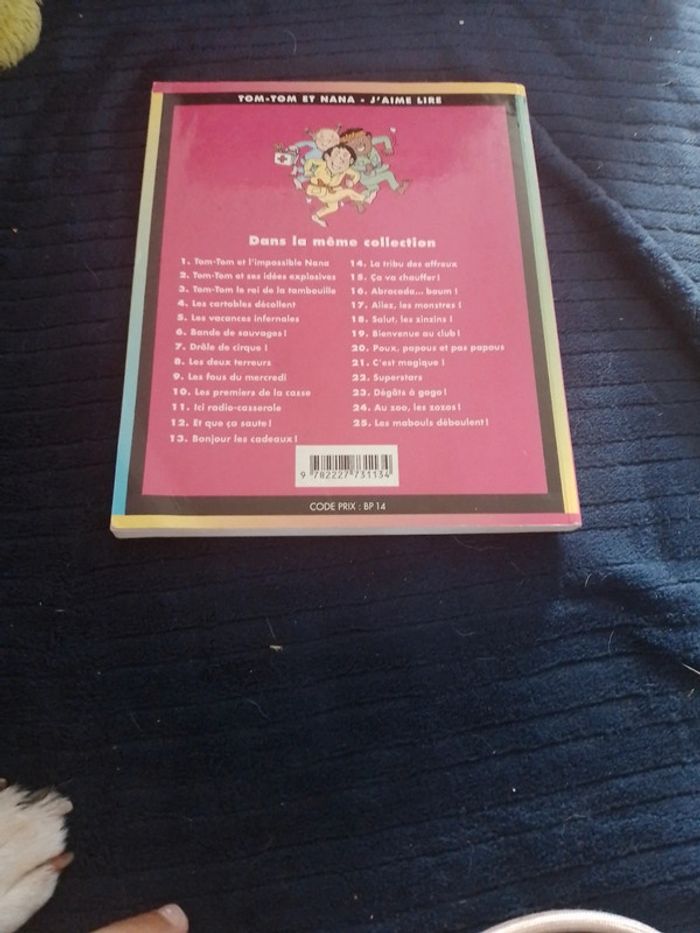 TOM-TOM ET NANA - J'AIME LIRE
Dans la même collection
1. Tom-Tom et l'impossible Nana
2. Tom-Tom et ses idées explosives
3. Tom-Tom le roi de la tambouille
4. Les cartables décollent
5. Les vacances infernales
6. Bande de sauvages !
7. Drôle de cirque !
8. Les deux terreurs
9. Les fous du mercredi
10. Les premiers de la casse
11. Ici radio-casserole
12. Et que ça saute !
13. Bonjour les cadeaux !
14. La tribu des affreux
15. Ça va chauffer !
16. Abracada... boum !
17. Allez, les monstres !
18. Salut, les zinzins !
19. Bienvenue au club !
20. Poux, papous et pas papous
21. C'est magique !
22. Superstars
23. Dégâts à gogo !
24. Au zoo, les zozos !
25. Les mabouls déboulent !
9 782227 731134
CODE PRIX : BP 14